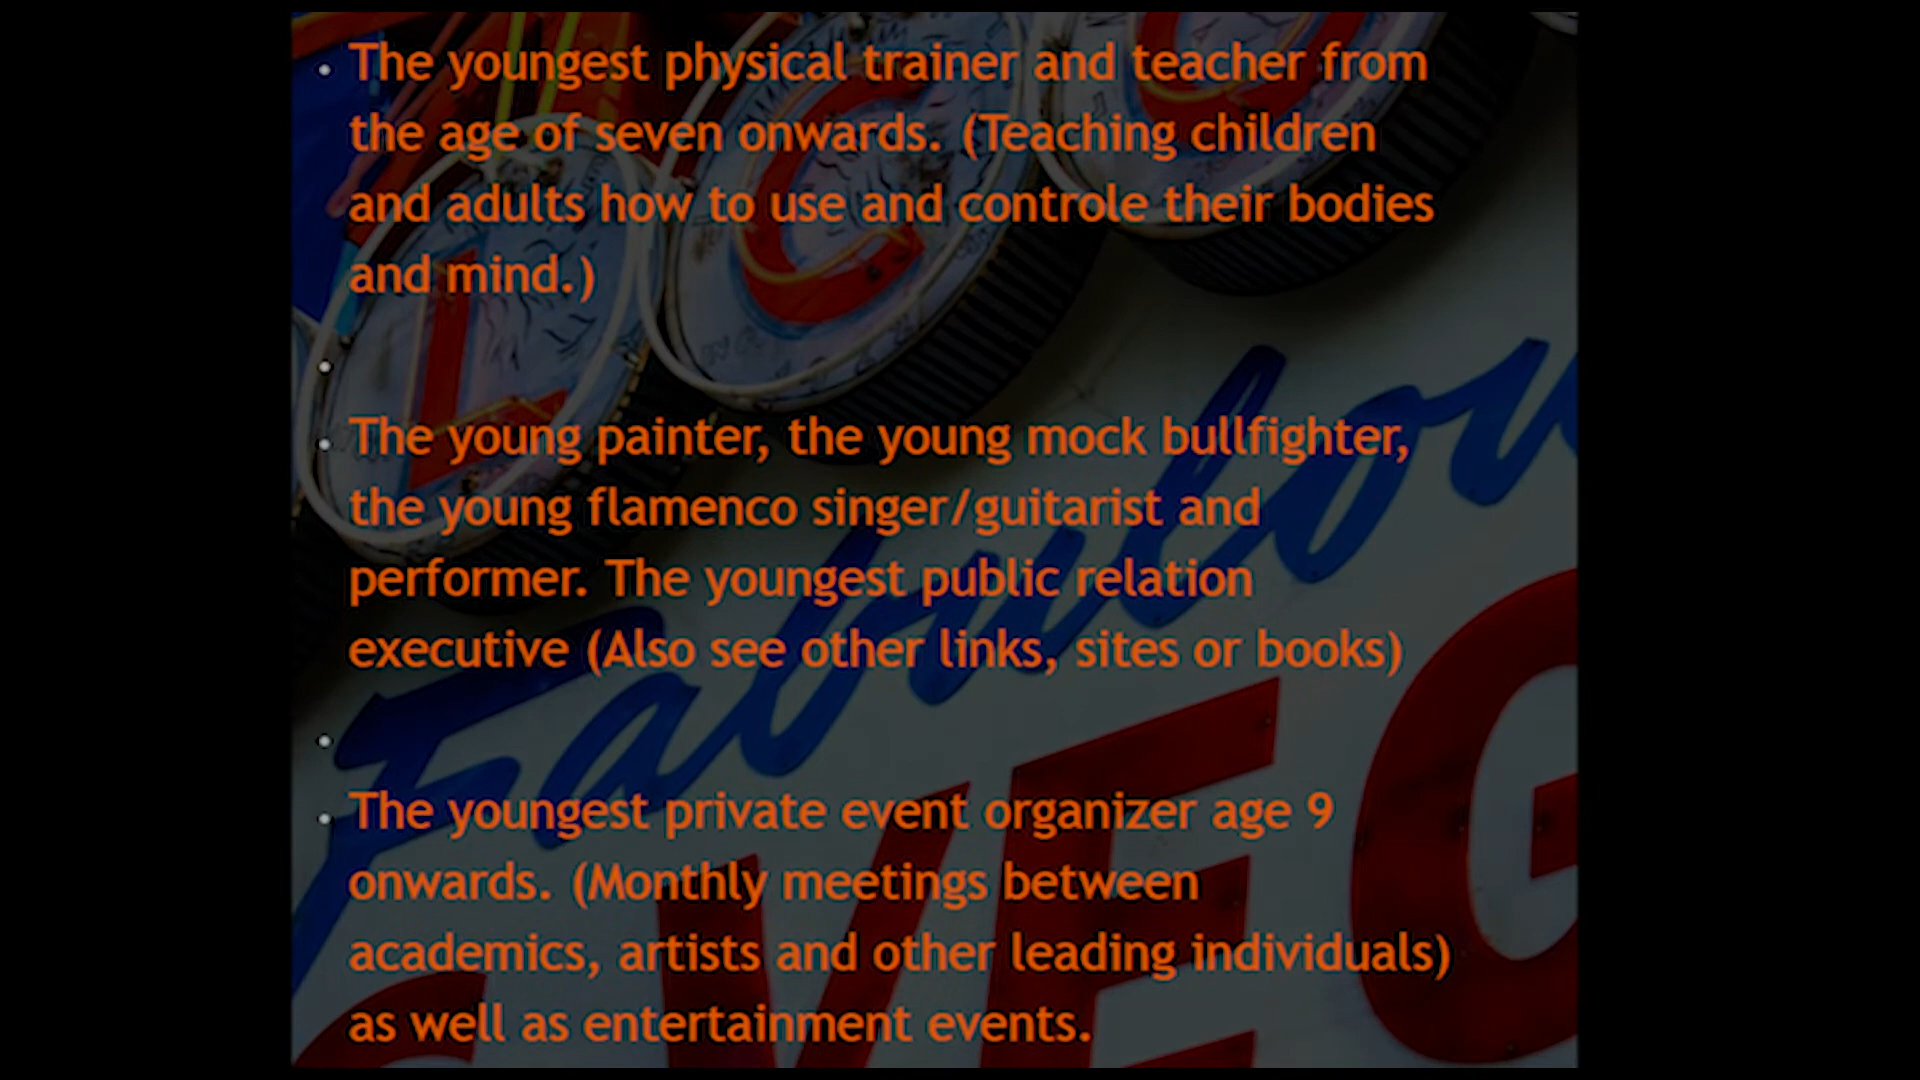 The youngest physical trainer and teacher from
the age of seven onwards. (Teaching children
and adults how to use and controle their bodies
and mind.)
The young painter, the young mock bullfighter,
the young flamenco singer/guitarist and
performer. The youngest public relation
executive (Also see other links, sites or books)
The youngest private event organizer age 9
onwards. (Monthly meetings between
academics, artists and other leading individuals)
as well as entertainment events.
Fabulou
VEG